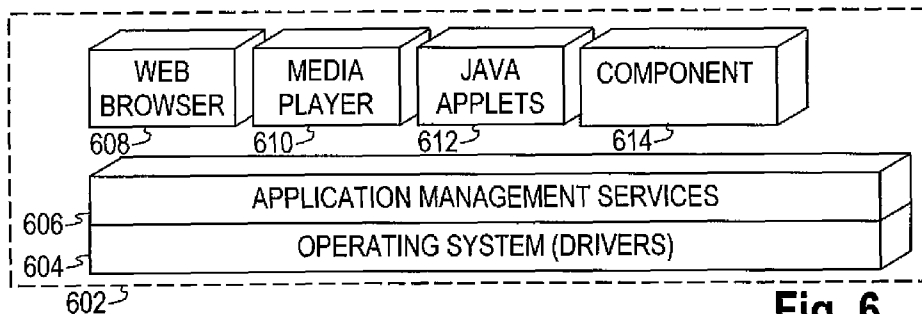 WEB
BROWSER
608
MEDIA
PLAYER
610
JAVA
APPLETS
612
COMPONENT
614
APPLICATION MANAGEMENT SERVICES
606
OPERATING SYSTEM (DRIVERS)
604
602
Fig. 6